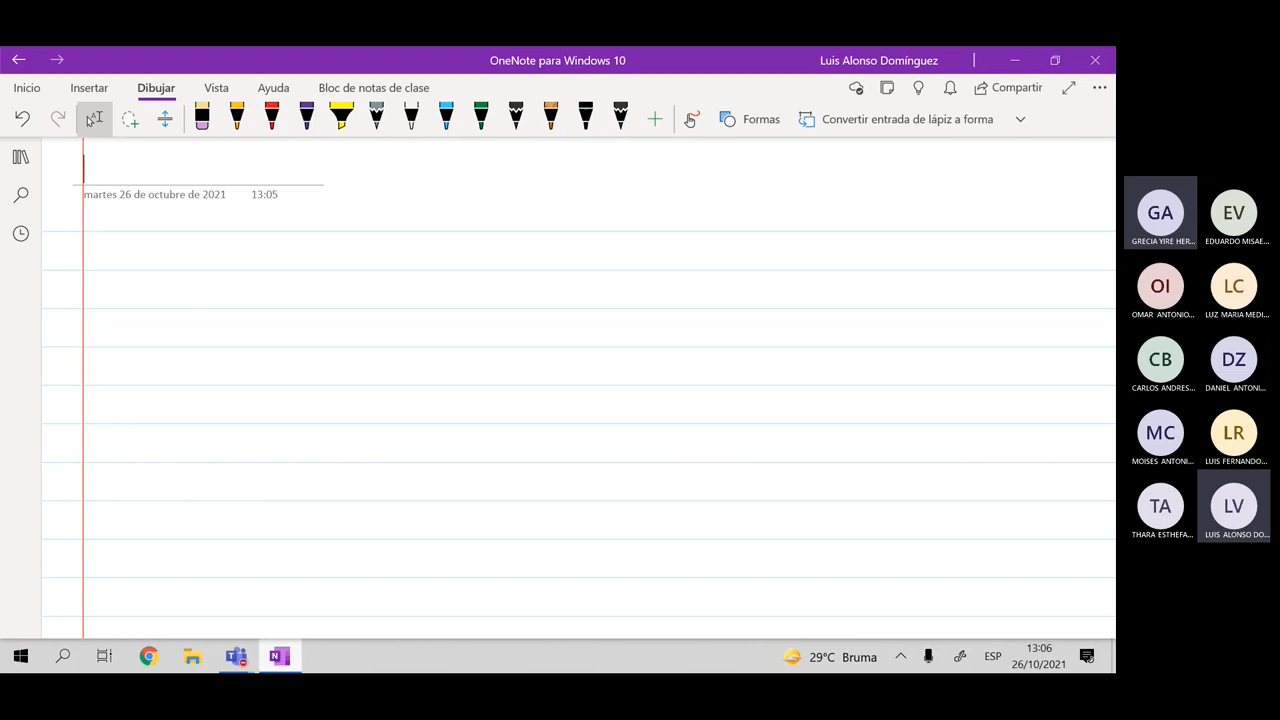 OneNote para Windows 10
Luis Alonso Domínguez
Inicio
Insertar
Dibujar
Vista
Ayuda
Bloc de notas de clase
Compartir
Formas
Convertir entrada de lápiz a forma
martes 26 de octubre de 2021 13:05
GA
GRECIA YIRE HER...
EV
EDUARDO MISAE...
OI
OMAR ANTONIO...
LC
LUZ MARIA MEDI...
CB
CARLOS ANDRES...
DZ
DANIEL ANTONI...
MC
MOISES ANTONI...
LR
LUIS FERNANDO...
TA
THARA ESTHEFA...
LV
LUIS ALONSO DO...
29°C Bruma
ESP
13:06
26/10/2021